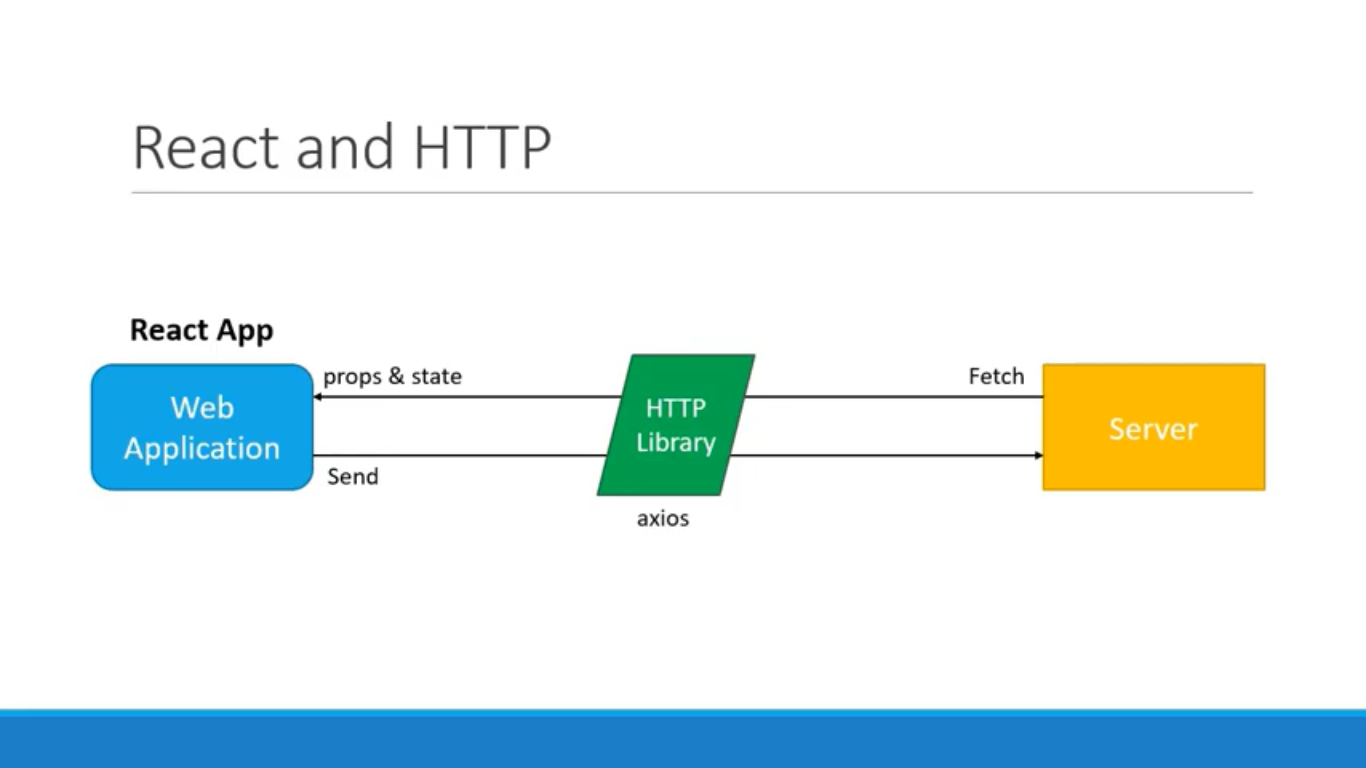 React and HTTP
React App
props & state
Fetch
Web
Application
HTTP
Library
Server
Send
axios